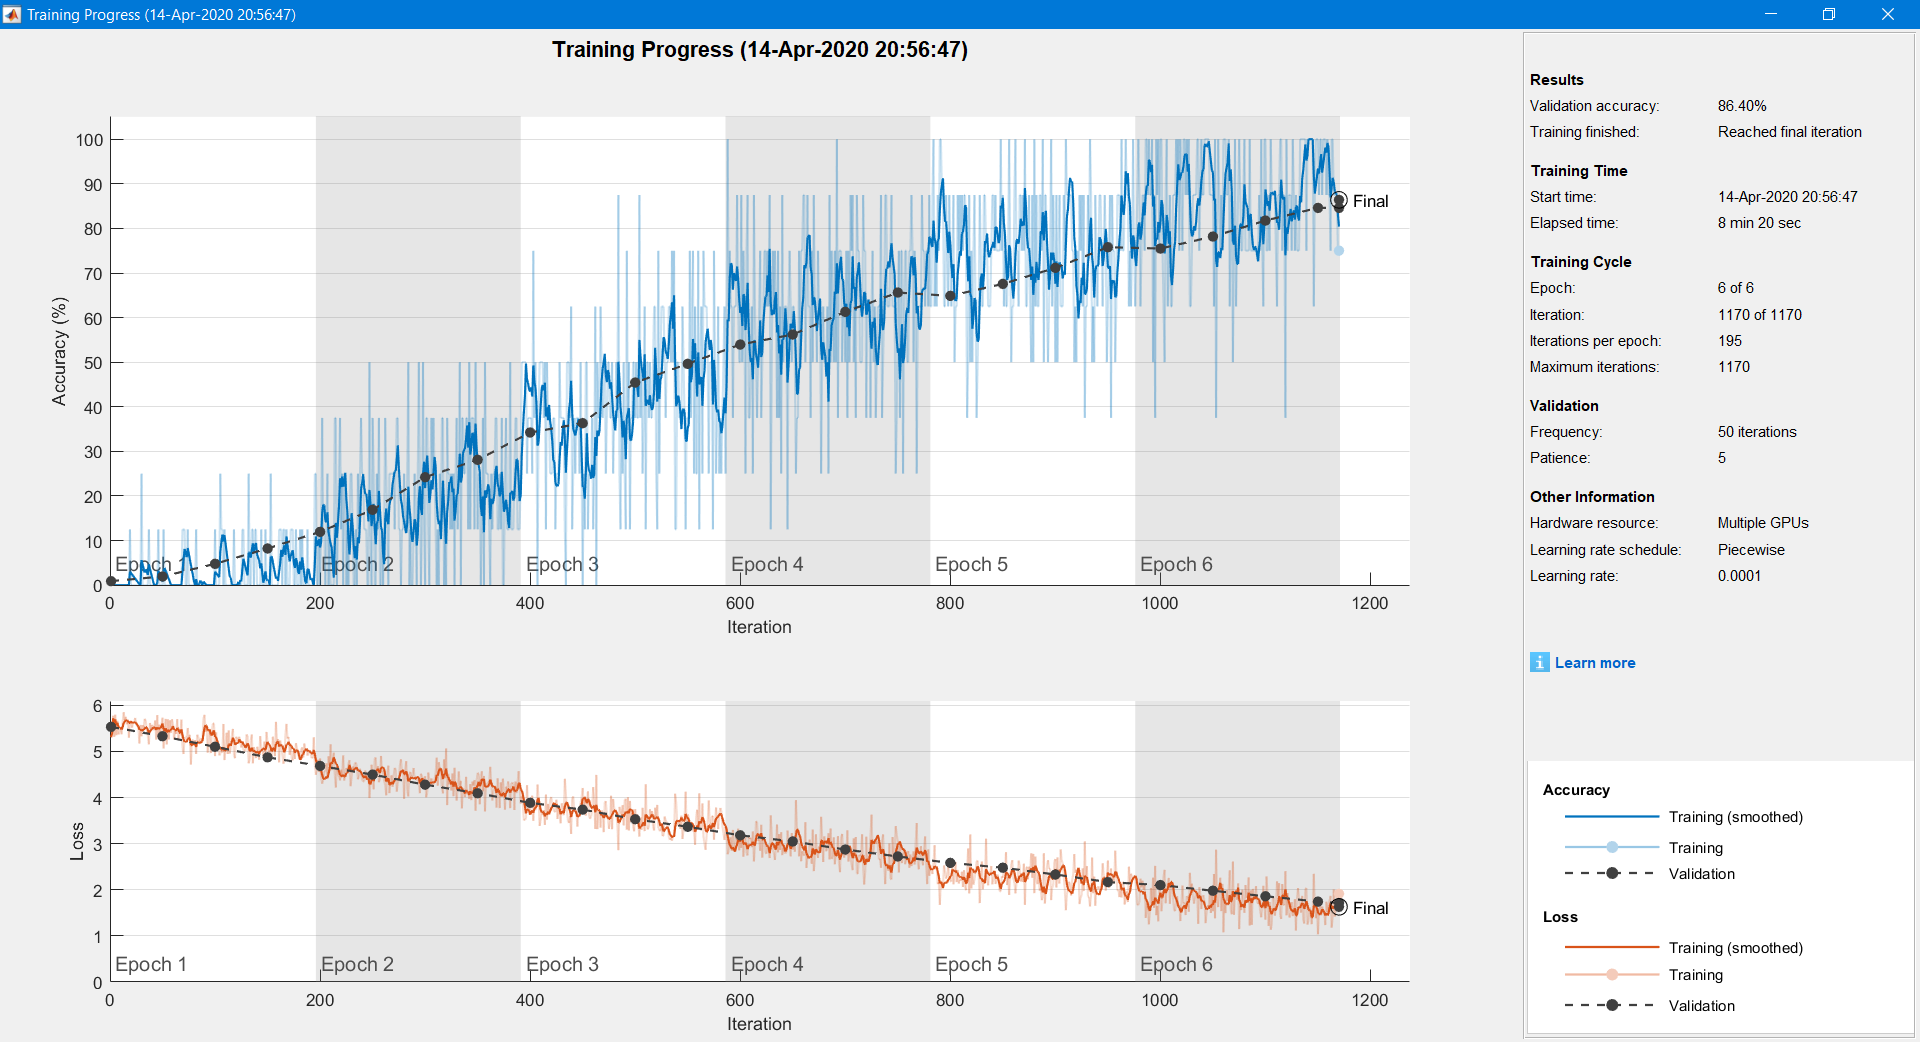 Training Progress (14-Apr-2020 20:56:47)
Training Progress (14-Apr-2020 20:56:47)
Accuracy (%)
100
90
80
70
60
50
40
30
20
10
0
Final
Epoch 1
Epoch 2
Epoch 3
Epoch 4
Epoch 5
Epoch 6
0 200 400 600 800 1000 1200
Iteration
Loss
6
5
4
3
2
1
0
Final
Epoch 1
Epoch 2
Epoch 3
Epoch 4
Epoch 5
Epoch 6
0 200 400 600 800 1000 1200
Iteration
Results
Validation accuracy: 86.40%
Training finished: Reached final iteration
Training Time
Start time: 14-Apr-2020 20:56:47
Elapsed time: 8 min 20 sec
Training Cycle
Epoch: 6 of 6
Iteration: 1170 of 1170
Iterations per epoch: 195
Maximum iterations: 1170
Validation
Frequency: 50 iterations
Patience: 5
Other Information
Hardware resource: Multiple GPUs
Learning rate schedule: Piecewise
Learning rate: 0.0001
i Learn more
Accuracy
Training (smoothed)
Training
Validation
Loss
Training (smoothed)
Training
Validation